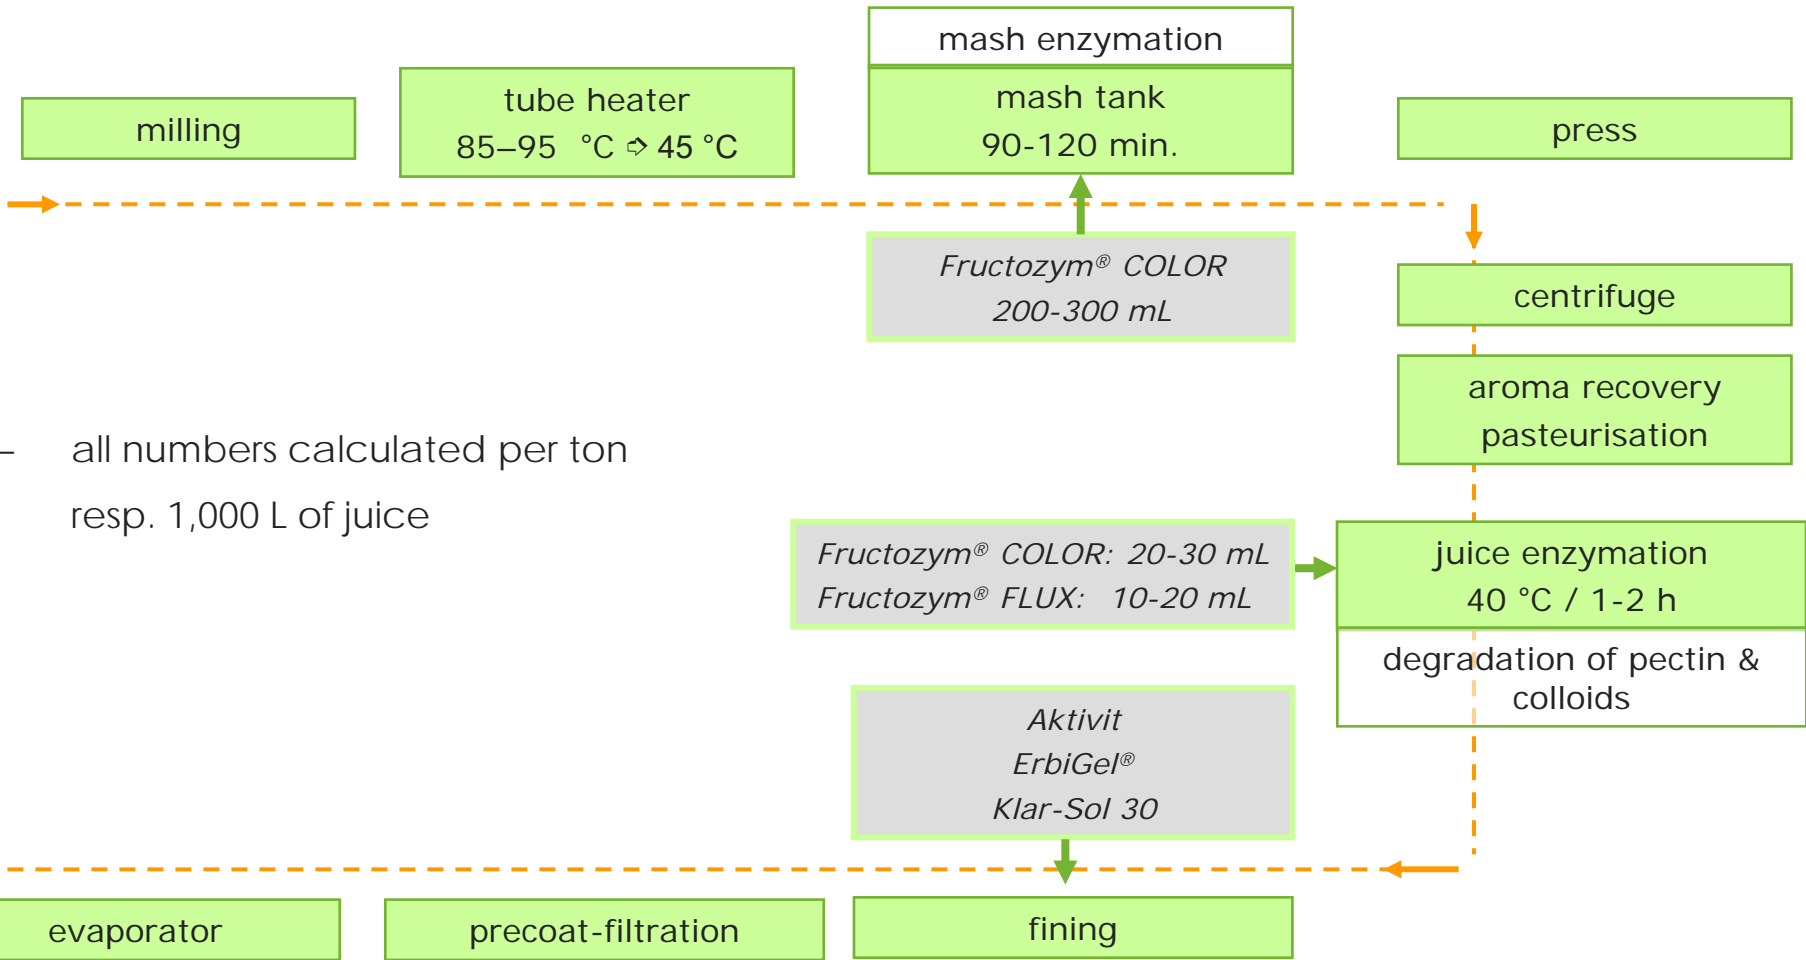 mash enzymation
milling
tube heater
85–95 °C ➩ 45 °C
mash tank
90-120 min.
press
Fructozym® COLOR
200-300 mL
centrifuge
aroma recovery
pasteurisation
– all numbers calculated per ton
resp. 1,000 L of juice
Fructozym® COLOR: 20-30 mL
Fructozym® FLUX: 10-20 mL
juice enzymation
40 °C / 1-2 h
degradation of pectin &
colloids
Aktivit
ErbiGel®
Klar-Sol 30
evaporator
precoat-filtration
fining